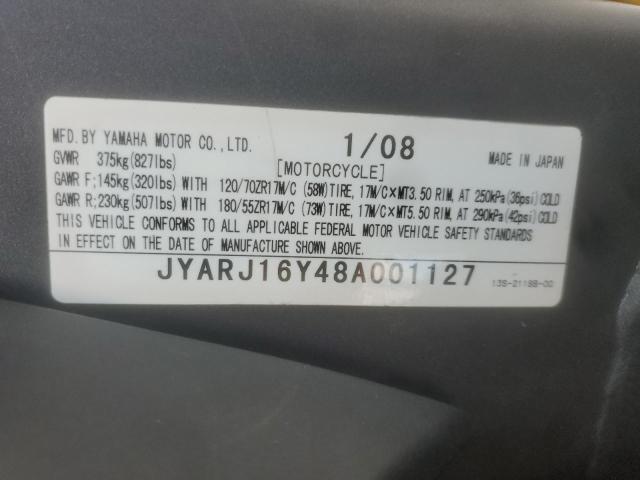 MFD. BY YAMAHA MOTOR CO., LTD. 1/08 MADE IN JAPAN
GVWR 375kg(827lbs) [MOTORCYCLE]
GAWR F;145kg(320lbs) WITH 120/70ZR17M/C (58W)TIRE, 17M/C×MT3.50 RIM, AT 250kPa(36psi)COLD
GAWR R;230kg(507lbs) WITH 180/55ZR17M/C (73W)TIRE, 17M/C×MT5.50 RIM, AT 290kPa(42psi)COLD
THIS VEHICLE CONFORMS TO ALL APPLICABLE FEDERAL MOTOR VEHICLE SAFETY STANDARDS
IN EFFECT ON THE DATE OF MANUFACTURE SHOWN ABOVE.
JYARJ16Y48A001127 13S-2118B-00